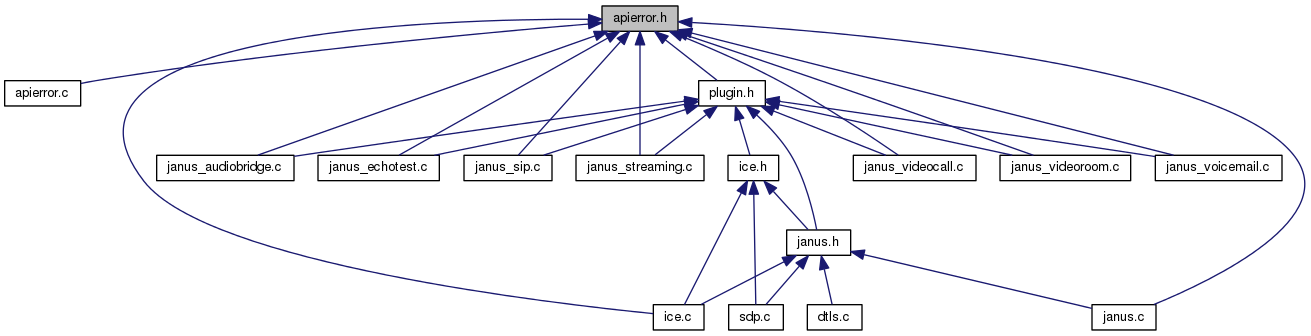 apierror.h
apierror.c
plugin.h
janus_audiobridge.c
janus_echotest.c
janus_sip.c
janus_streaming.c
ice.h
janus_videocall.c
janus_videoroom.c
janus_voicemail.c
janus.h
ice.c
sdp.c
dtls.c
janus.c